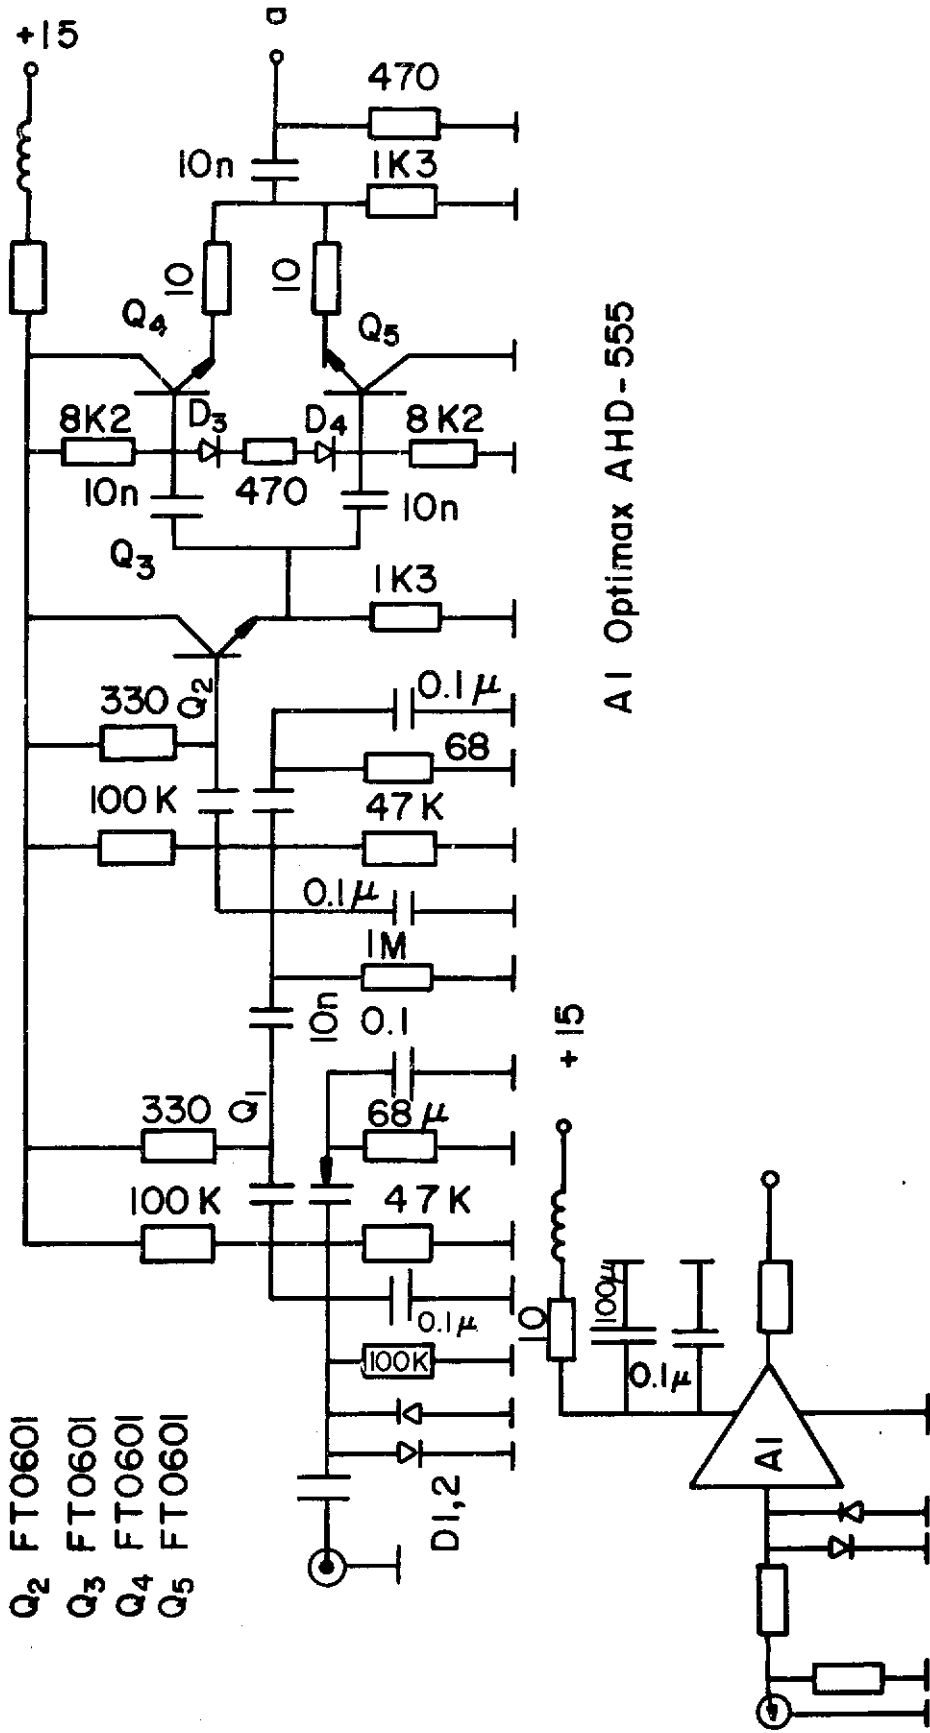 +15
a
470
10n
1K3
10
10
Q4
Q5
8K2
D3
D4
8K2
10n
470
10n
Q3
1K3
330
Q2
0.1μ
68
100K
47K
0.1μ
1M
10n
0.1
330
Q1
68
μ
100K
47K
0.1μ
100K
D1,2
Q2 FT0601
Q3 FT0601
Q4 FT0601
Q5 FT0601
A1 Optimax AHD-555
+15
10
100μ
0.1μ
A1